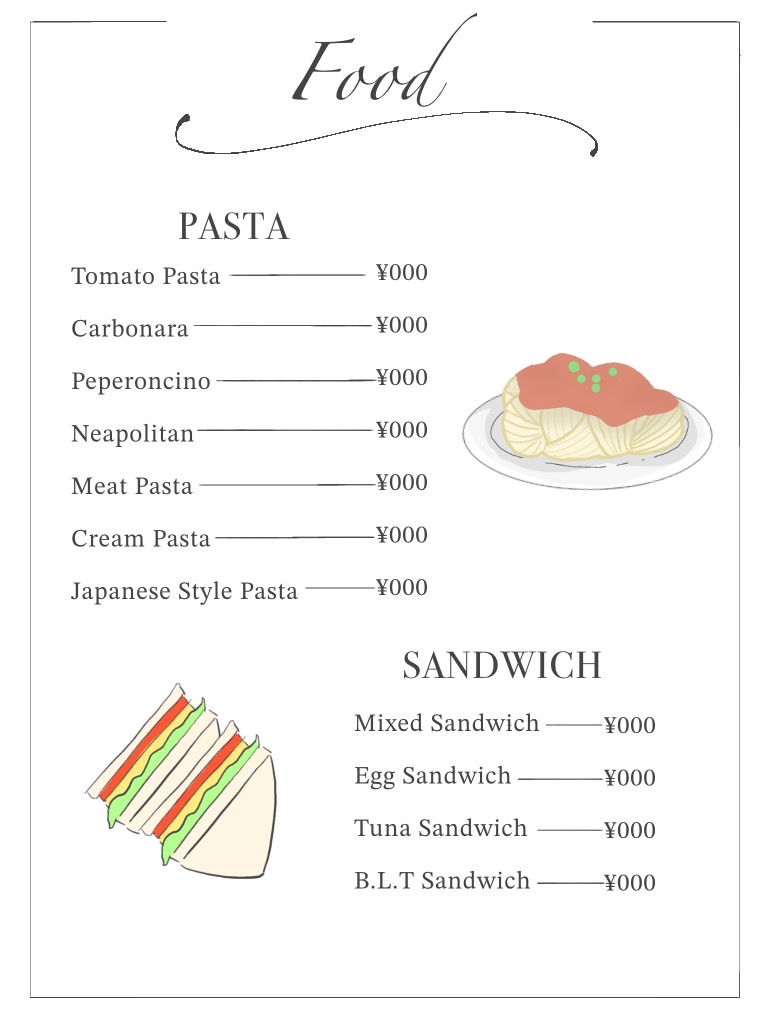 Food
PASTA
Tomato Pasta ¥000
Carbonara ¥000
Peperoncino ¥000
Neapolitan ¥000
Meat Pasta ¥000
Cream Pasta ¥000
Japanese Style Pasta ¥000
SANDWICH
Mixed Sandwich ¥000
Egg Sandwich ¥000
Tuna Sandwich ¥000
B.L.T Sandwich ¥000